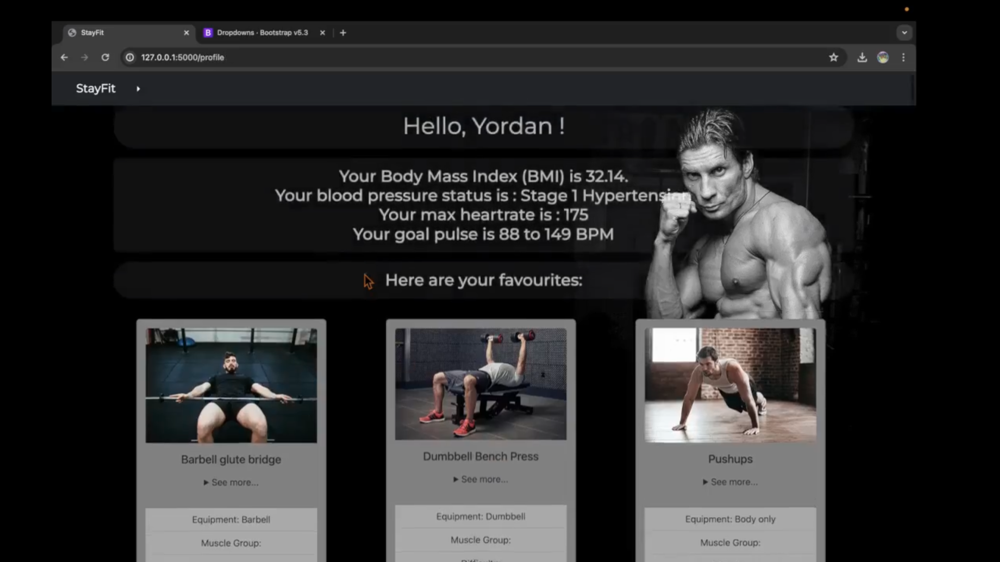 StayFit
Dropdowns · Bootstrap v5.3
127.0.0.1:5000/profile
StayFit
Hello, Yordan !
Your Body Mass Index (BMI) is 32.14.
Your blood pressure status is : Stage 1 Hypertension
Your max heartrate is : 175
Your goal pulse is 88 to 149 BPM
Here are your favourites:
Barbell glute bridge
See more...
Equipment: Barbell
Muscle Group:
Dumbbell Bench Press
See more...
Equipment: Dumbbell
Muscle Group:
Pushups
See more...
Equipment: Body only
Muscle Group: